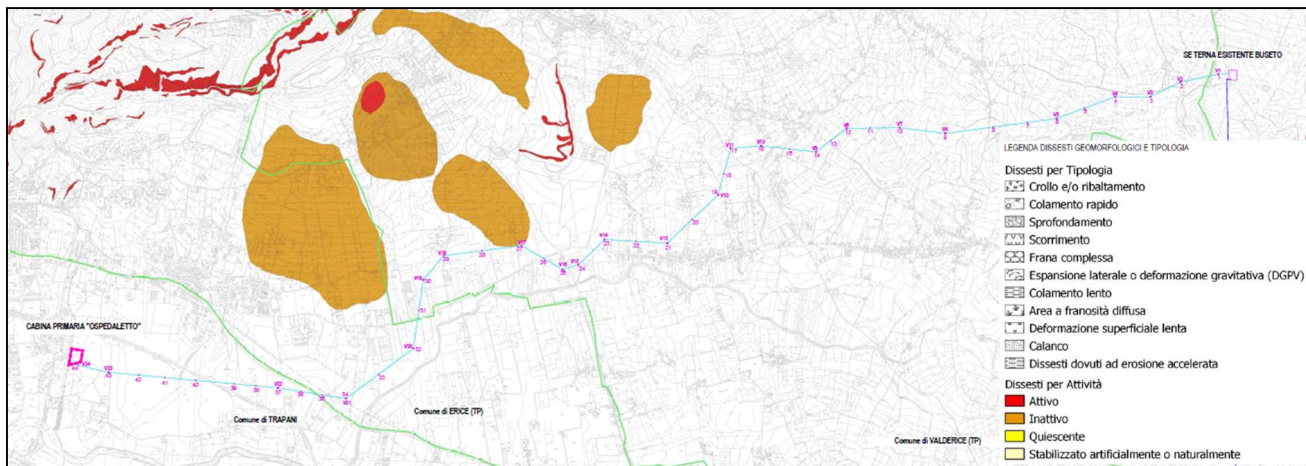 SE TERNA ESISTENTE BUSETO
LEGENDA DISSESTI GEOMORFOLOGICI E TIPOLOGIA
Dissesti per Tipologia
Crollo e/o ribaltamento
Colamento rapido
Sprofondamento
Scorrimento
Frana complessa
Espansione laterale o deformazione gravitativa (DGPV)
Colamento lento
Area a franosità diffusa
Deformazione superficiale lenta
Calanco
Dissesti dovuti ad erosione accelerata
Dissesti per Attività
Attivo
Inattivo
Quiescente
Stabilizzato artificialmente o naturalmente
CABINA PRIMARIA "OSPEDALETTO"
Comune di TRAPANI
Comune di ERICE (TP)
Comune di VALDERICE (TP)